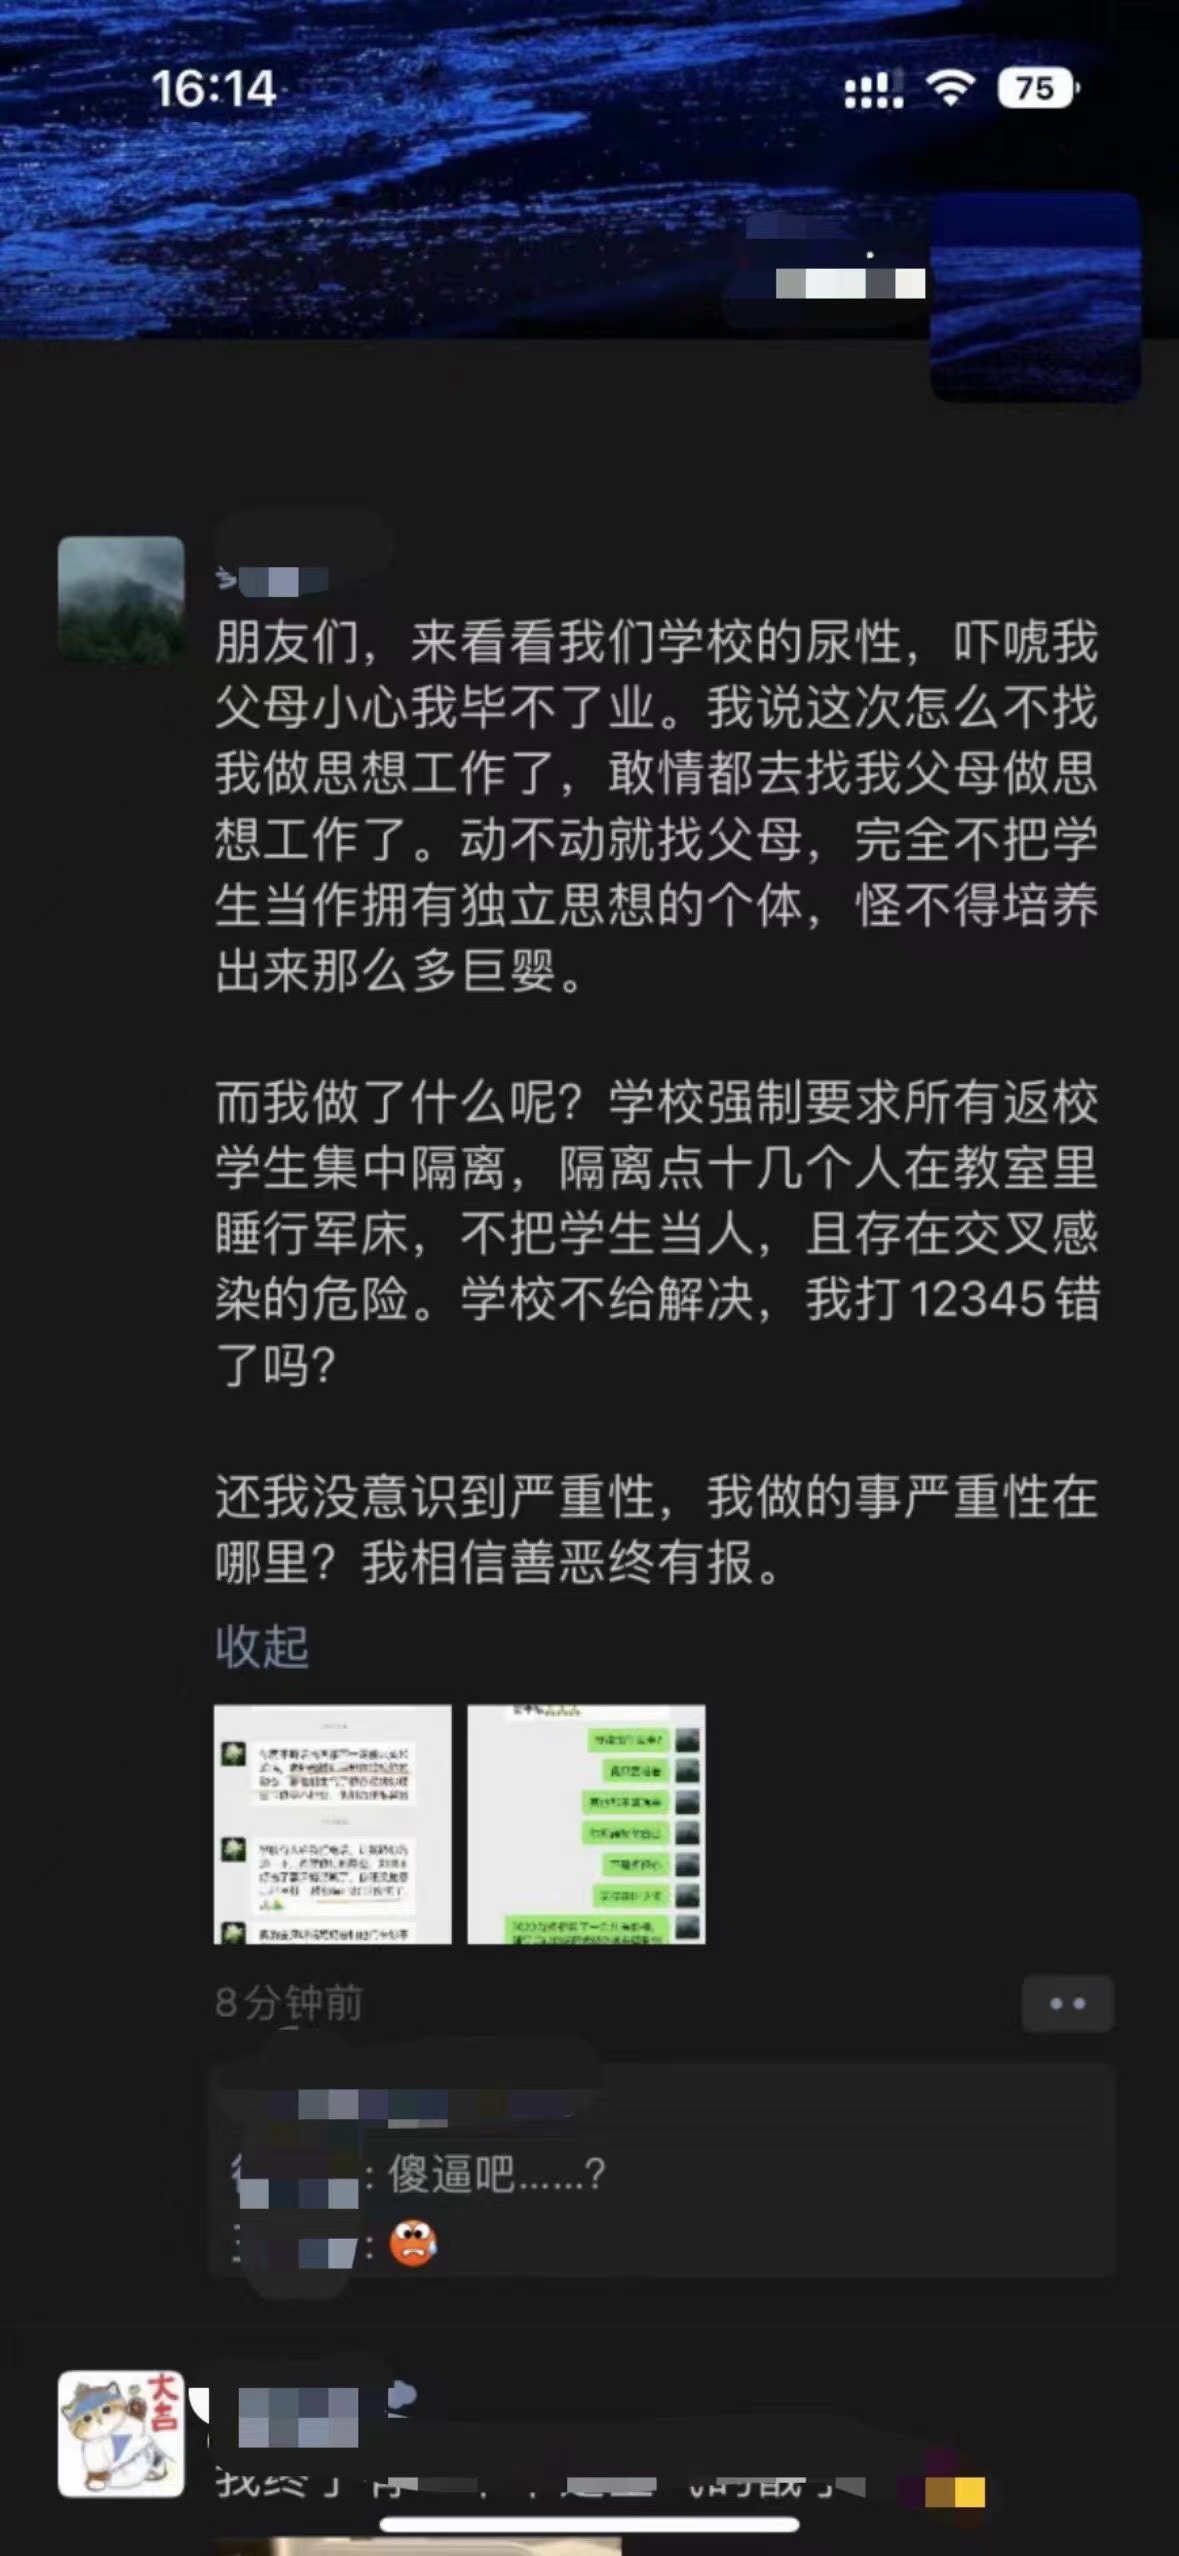 16:14
75
朋友们，来看看我们学校的尿性，吓唬我
父母小心我毕不了业。我说这次怎么不找
我做思想工作了，敢情都去找我父母做思
想工作了。动不动就找父母，完全不把学
生当作拥有独立思想的个体，怪不得培养
出来那么多巨婴。
而我做了什么呢？学校强制要求所有返校
学生集中隔离，隔离点十几个人在教室里
睡行军床，不把学生当人，且存在交叉感
染的危险。学校不给解决，我打12345错
了吗？
还我没意识到严重性，我做的事严重性在
哪里？我相信善恶终有报。
收起
8分钟前
：傻逼吧……？
：
大吉